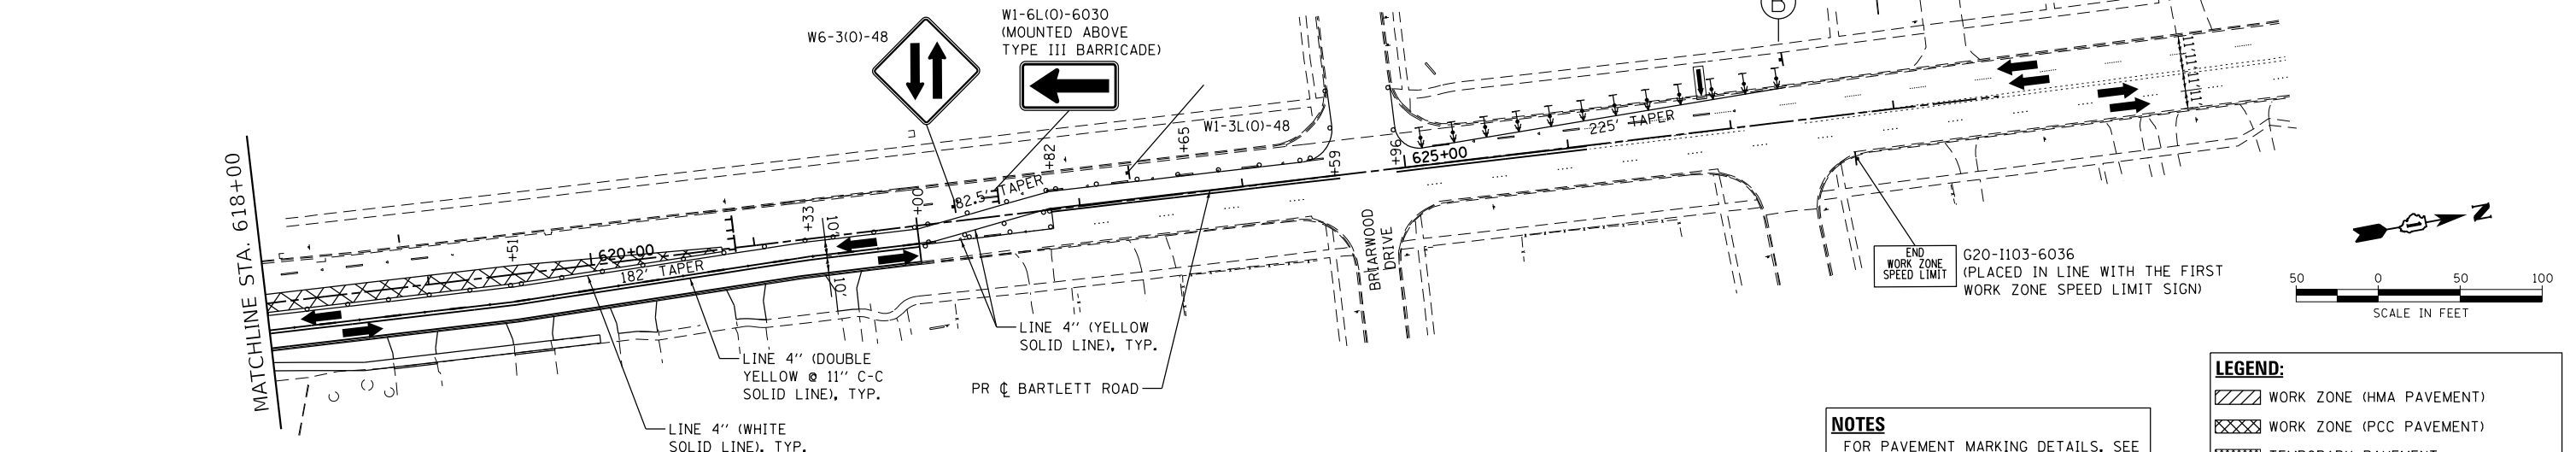 W6-3(O)-48
W1-6L(O)-6030
(MOUNTED ABOVE
TYPE III BARRICADE)
B
W1-3L(O)-48
MATCHLINE STA. 618+00
+51
620+00
182' TAPER
+33
10'
10'
+00
82.5' TAPER
+82
+65
+59
+96
625+00
225' TAPER
BRIARWOOD
DRIVE
END
WORK ZONE
SPEED LIMIT
G20-I103-6036
(PLACED IN LINE WITH THE FIRST
WORK ZONE SPEED LIMIT SIGN)
N
50 0 50 100
SCALE IN FEET
LINE 4" (YELLOW
SOLID LINE), TYP.
LINE 4" (DOUBLE
YELLOW @ 11" C-C
SOLID LINE), TYP.
PR ℄ BARTLETT ROAD
LINE 4" (WHITE
SOLID LINE), TYP.
NOTES
FOR PAVEMENT MARKING DETAILS, SEE
LEGEND:
WORK ZONE (HMA PAVEMENT)
WORK ZONE (PCC PAVEMENT)
TEMPORARY PAVEMENT